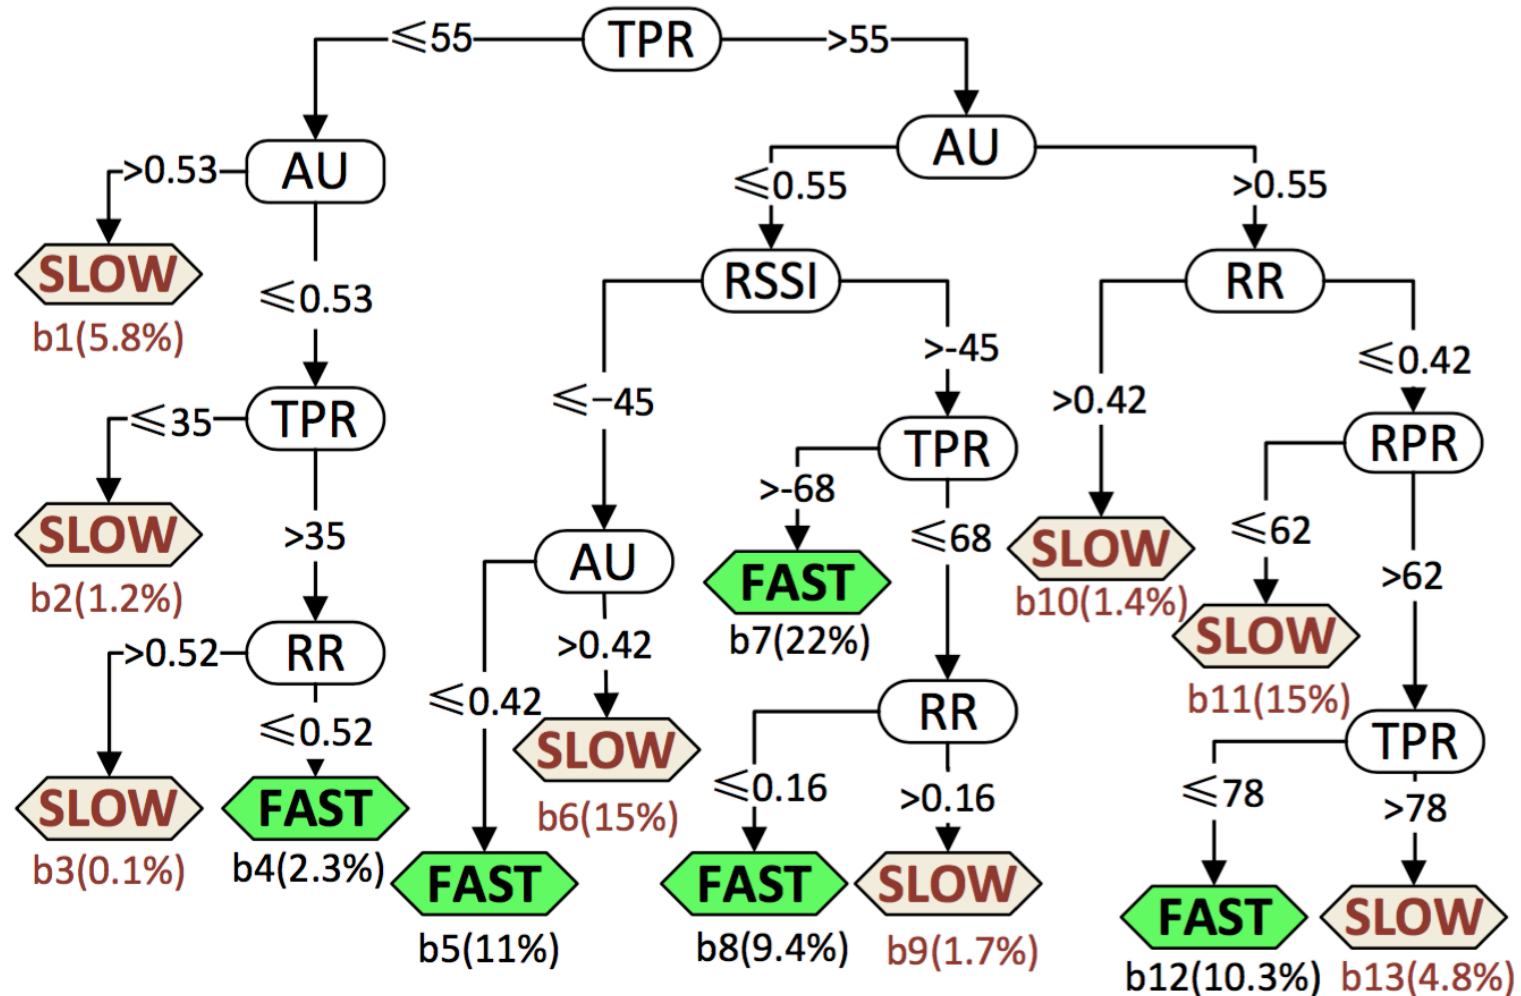 TPR
≤55
>55
AU
>0.53
≤0.53
SLOW
b1(5.8%)
TPR
≤35
>35
SLOW
b2(1.2%)
RR
>0.52
≤0.52
SLOW
b3(0.1%)
FAST
b4(2.3%)
AU
≤0.55
>0.55
RSSI
≤−45
>-45
AU
≤0.42
>0.42
FAST
b5(11%)
SLOW
b6(15%)
TPR
>-68
≤68
FAST
b7(22%)
RR
≤0.16
>0.16
FAST
b8(9.4%)
SLOW
b9(1.7%)
RR
>0.42
≤0.42
SLOW
b10(1.4%)
RPR
≤62
>62
SLOW
b11(15%)
TPR
≤78
>78
FAST
b12(10.3%)
SLOW
b13(4.8%)